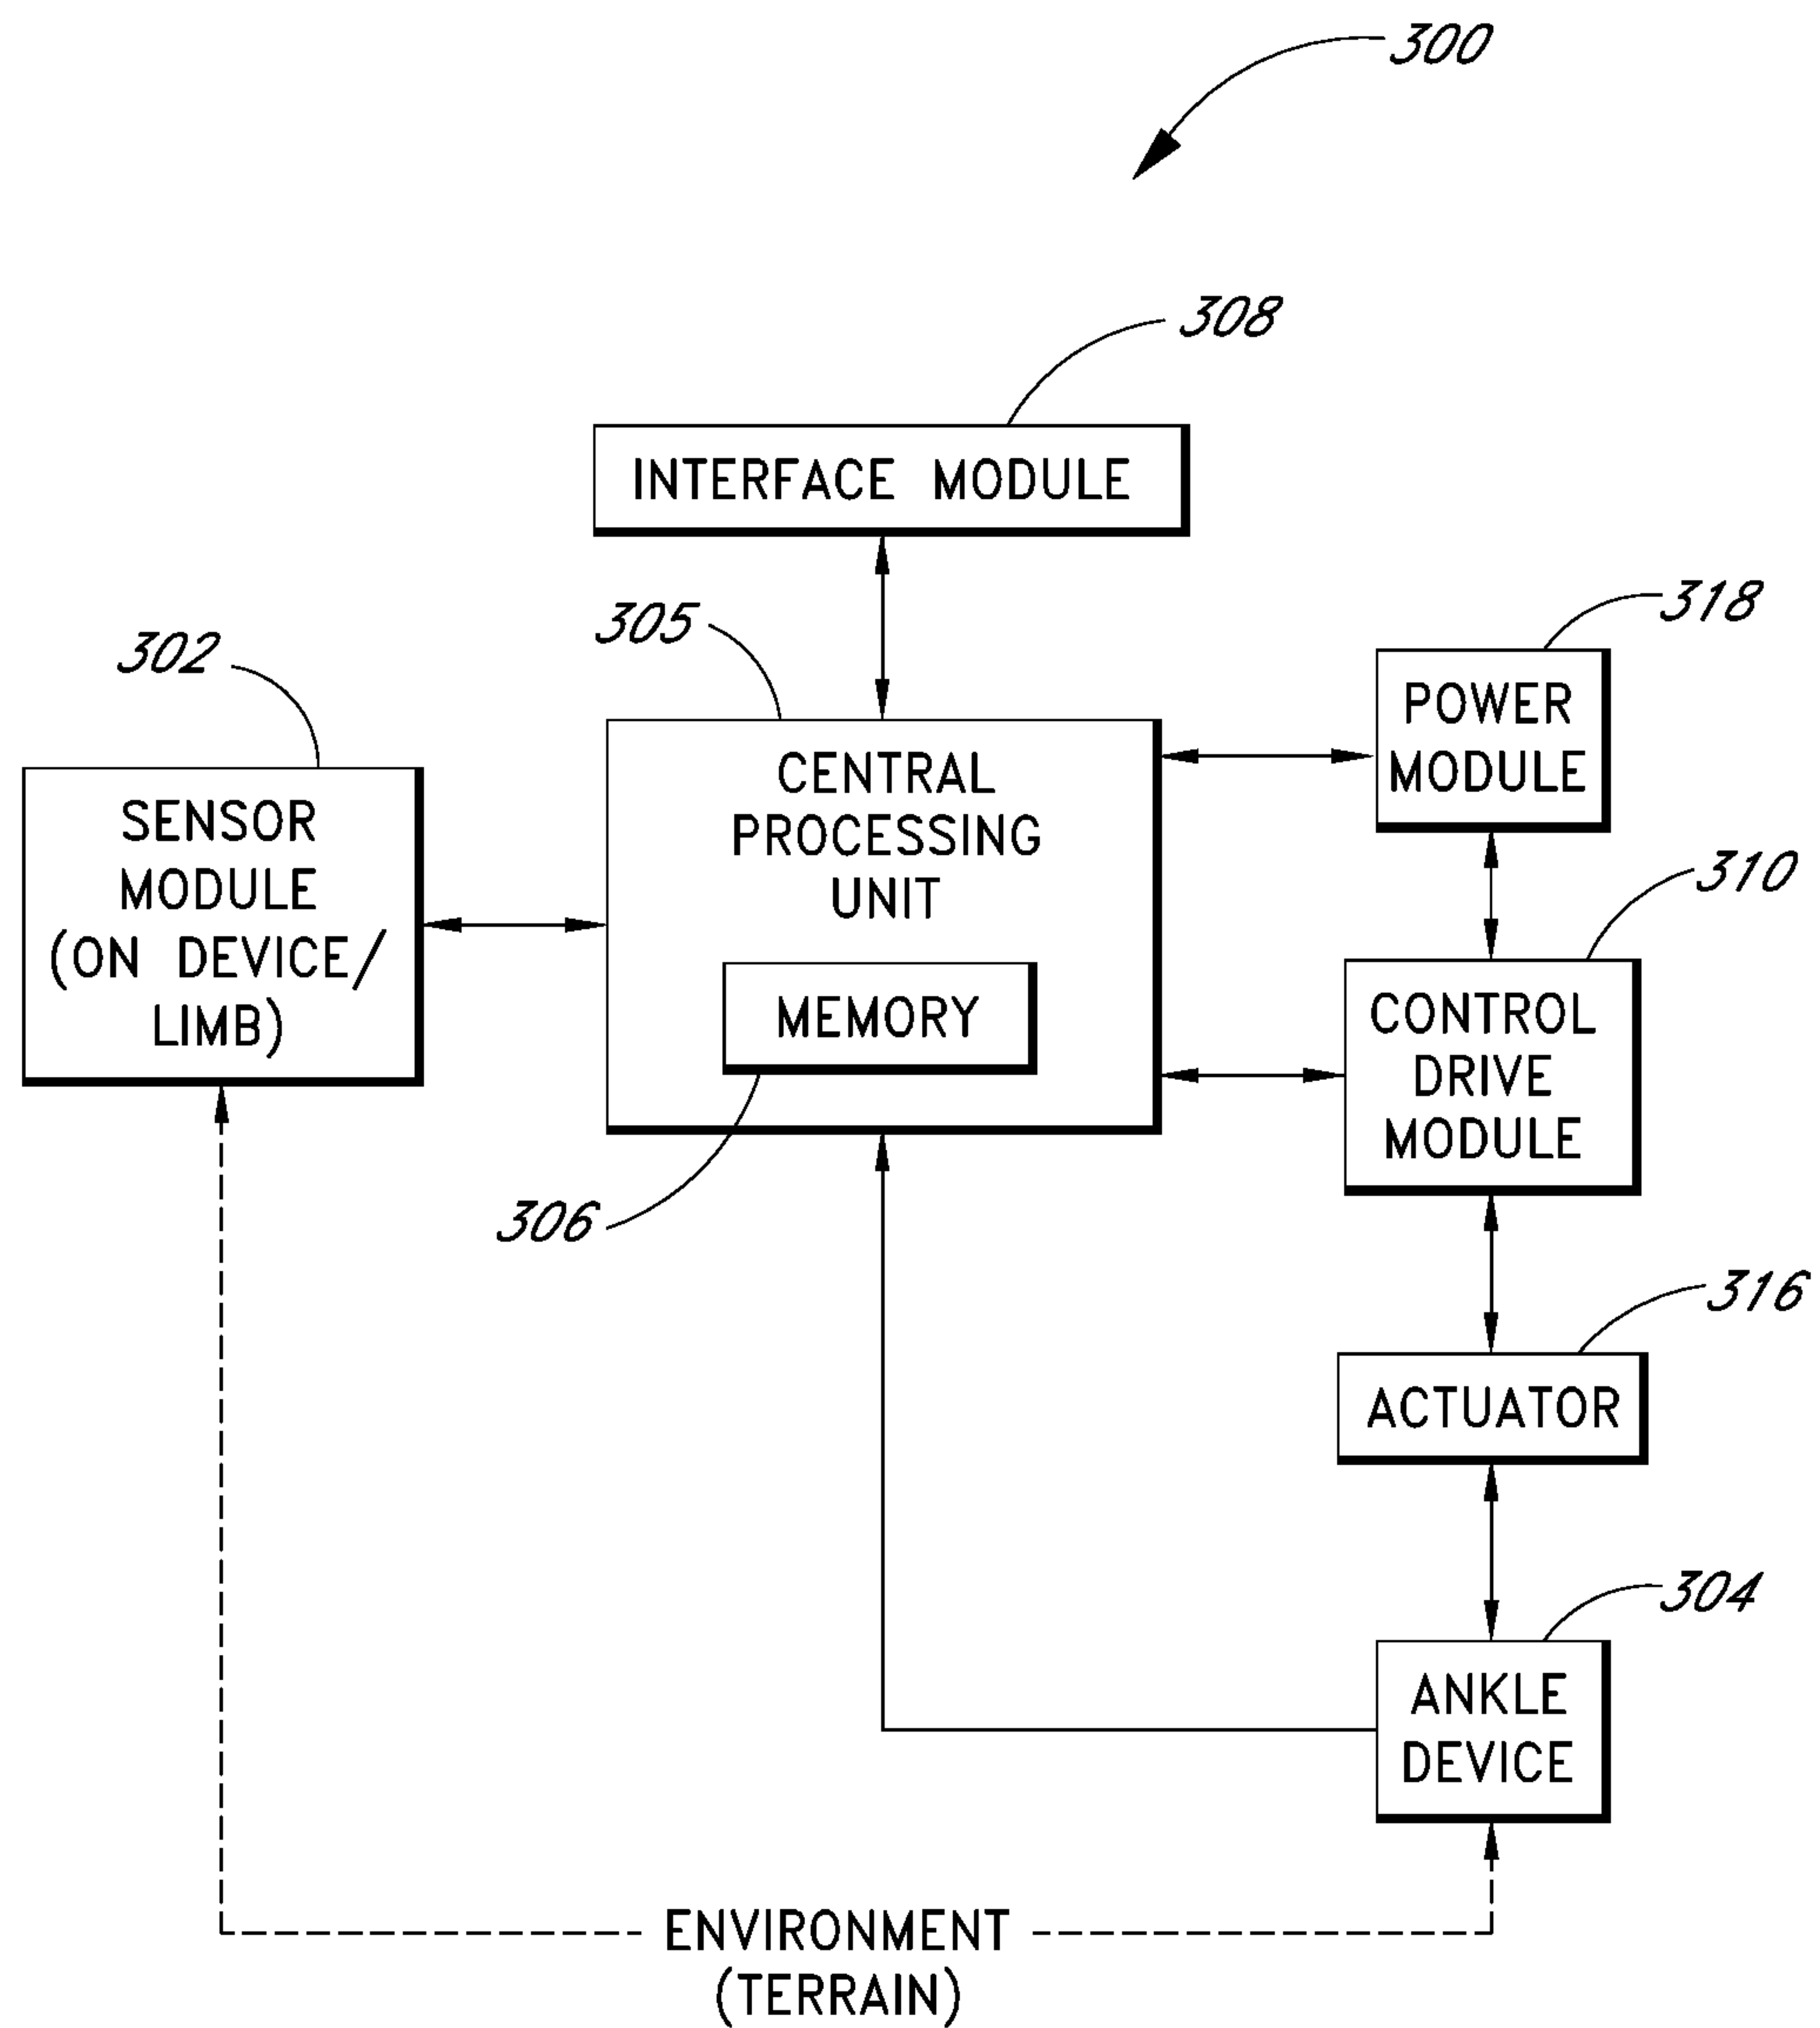 300
308
INTERFACE MODULE
305
318
302
POWER
MODULE
CENTRAL
PROCESSING
UNIT
SENSOR
MODULE
(ON DEVICE/
LIMB)
310
MEMORY
CONTROL
DRIVE
MODULE
306
316
ACTUATOR
304
ANKLE
DEVICE
ENVIRONMENT
(TERRAIN)